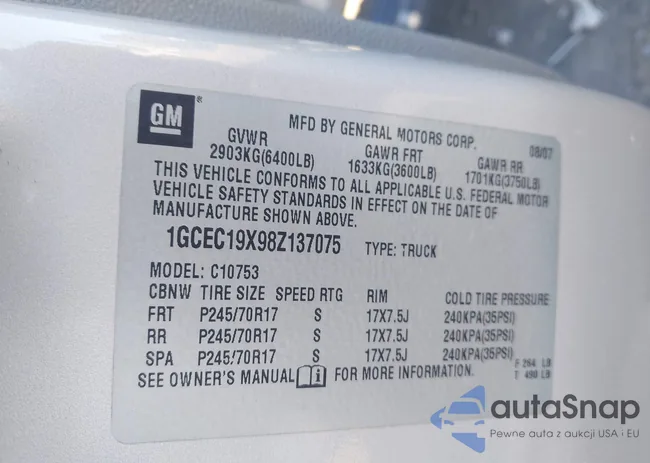 GM®
MFD BY GENERAL MOTORS CORP. 08/07
GVWR GAWR FRT GAWR RR
2903KG(6400LB) 1633KG(3600LB) 1701KG(3750LB)
THIS VEHICLE CONFORMS TO ALL APPLICABLE U.S. FEDERAL MOTOR
VEHICLE SAFETY STANDARDS IN EFFECT ON THE DATE OF
MANUFACTURE SHOWN ABOVE.
1GCEC19X98Z137075 TYPE: TRUCK
MODEL: C10753
CBNW TIRE SIZE SPEED RTG RIM COLD TIRE PRESSURE
FRT P245/70R17 S 17X7.5J 240KPA(35PSI)
RR P245/70R17 S 17X7.5J 240KPA(35PSI)
SPA P245/70R17 S 17X7.5J 240KPA(35PSI)
F 264 LB
SEE OWNER'S MANUAL FOR MORE INFORMATION. T 490 LB
autaSnap
Pewne auta z aukcji USA i EU